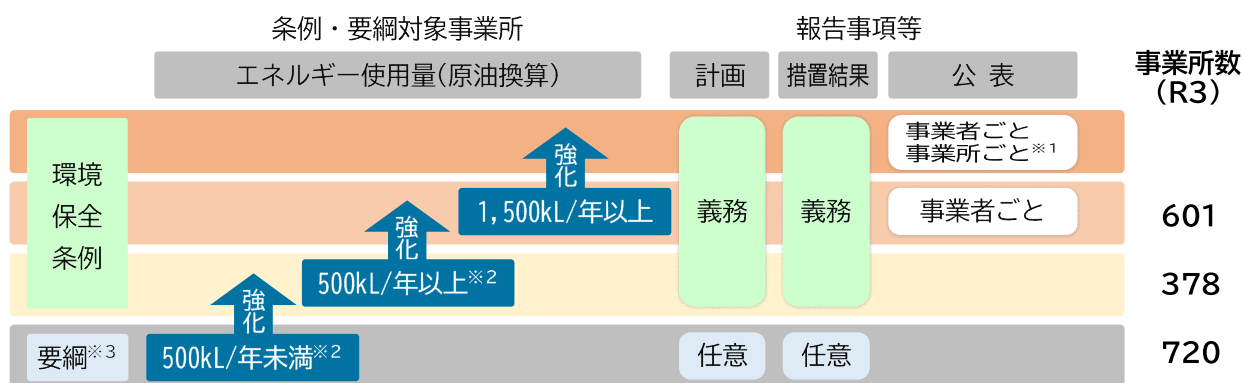 条例・要綱対象事業所
報告事項等
事業所数
(R3)
エネルギー使用量(原油換算)
計画
措置結果
公 表
環境
保全
条例
強化
事業者ごと
事業所ごと※1
1,500kL/年以上
義務
義務
事業者ごと
601
強化
500kL/年以上※2
378
強化
要綱※3
500kL/年未満※2
任意
任意
720